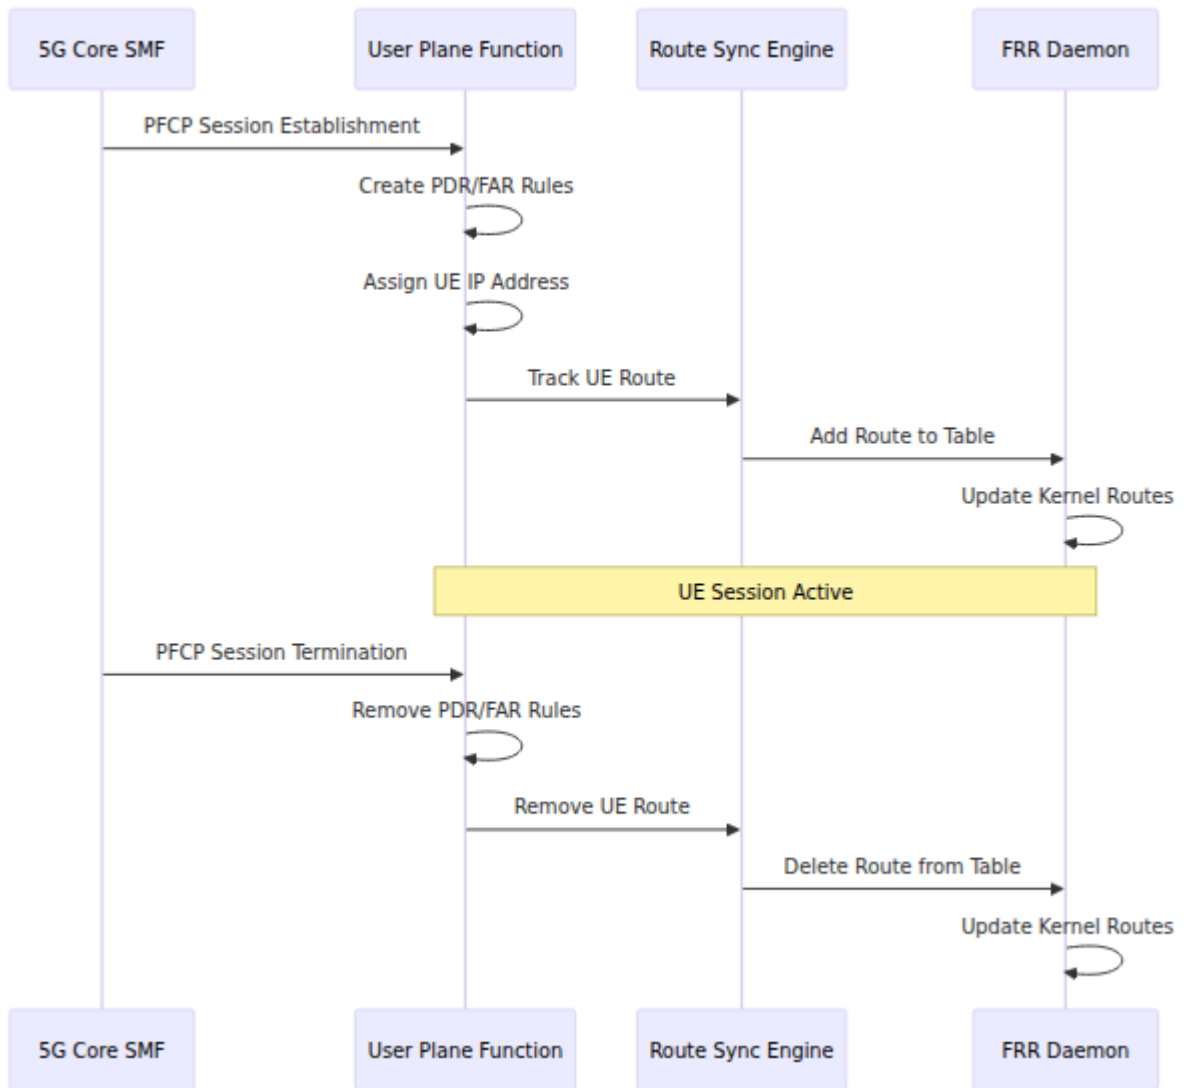 5G Core SMF
User Plane Function
Route Sync Engine
FRR Daemon
PFCP Session Establishment
Create PDR/FAR Rules
Assign UE IP Address
Track UE Route
Add Route to Table
Update Kernel Routes
UE Session Active
PFCP Session Termination
Remove PDR/FAR Rules
Remove UE Route
Delete Route from Table
Update Kernel Routes
5G Core SMF
User Plane Function
Route Sync Engine
FRR Daemon